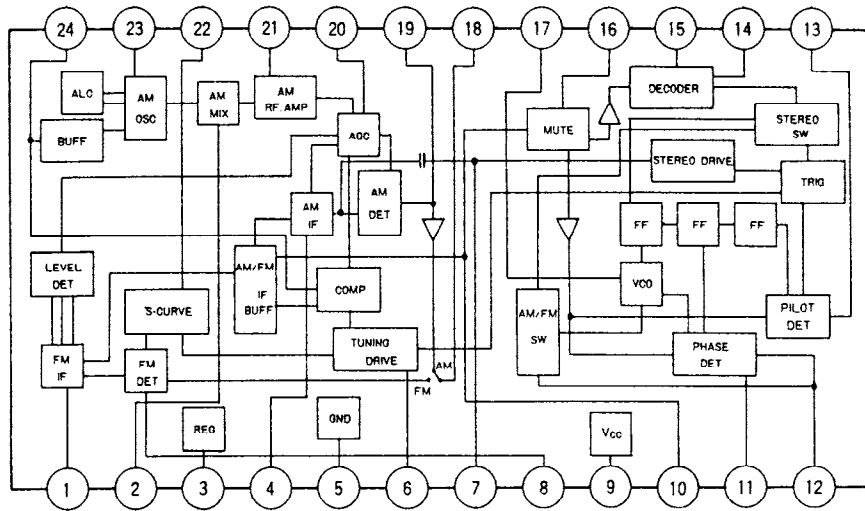 24 23 22 21 20 19 18 17 16 15 14 13
ALC
AM
OSC
AM
MIX
AM
RF. AMP
DECODER
BUFF
AGC
MUTE
STEREO
SW
STEREO DRIVE
TRIG
AM
IF
AM
DET
FF
FF
FF
LEVEL
DET
AM/FM
IF
BUFF
COMP
VCO
S-CURVE
AM/FM
SW
PILOT
DET
FM
IF
FM
DET
TUNING
DRIVE
AM
FM
PHASE
DET
REG
GND
Vcc
1 2 3 4 5 6 7 8 9 10 11 12